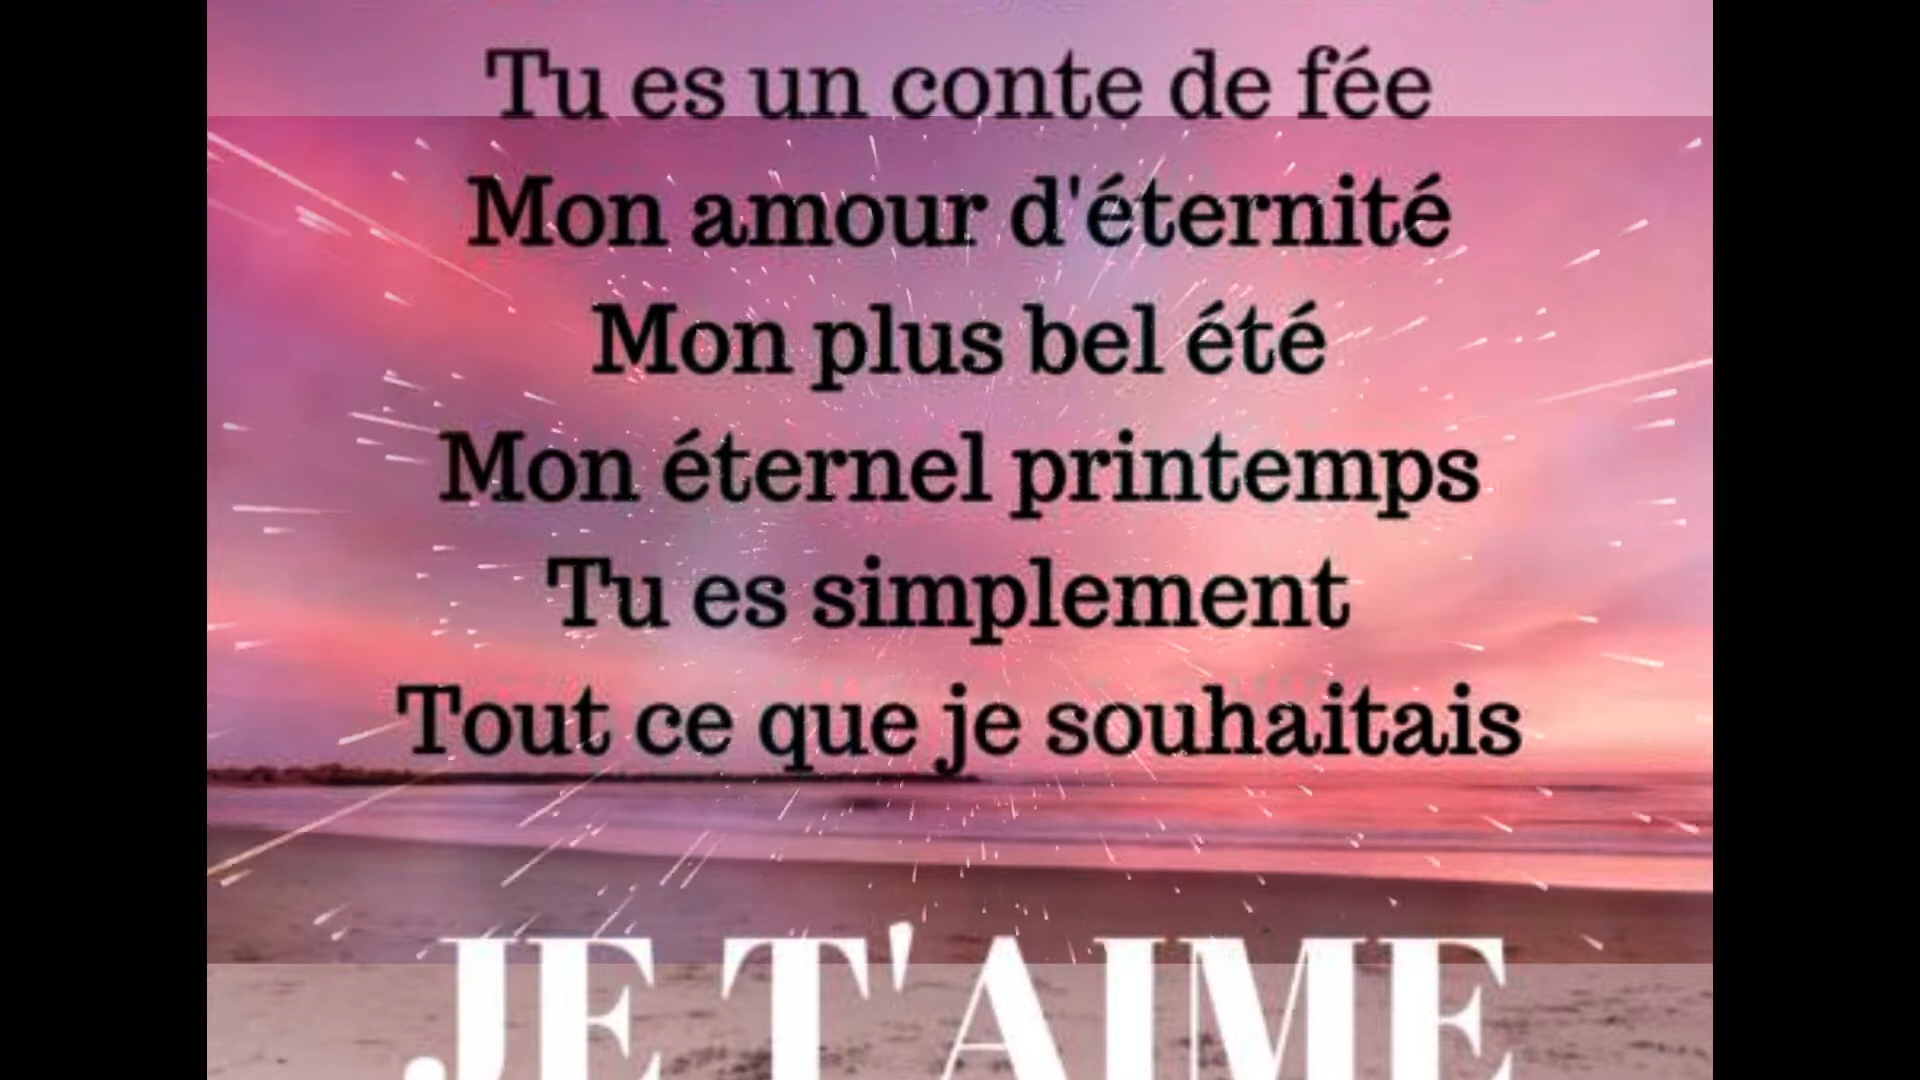 Tu es un conte de fée
Mon amour d'éternité
Mon plus bel été
Mon éternel printemps
Tu es simplement
Tout ce que je souhaitais
JE T'AIME